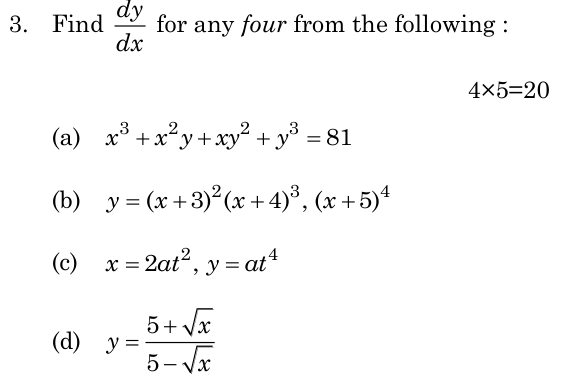 3. Find dy/dx for any four from the following :
4×5=20
(a) x³ + x²y + xy² + y³ = 81
(b) y = (x + 3)²(x + 4)³, (x + 5)⁴
(c) x = 2at², y = at⁴
(d) y = (5 + √x)/(5 − √x)